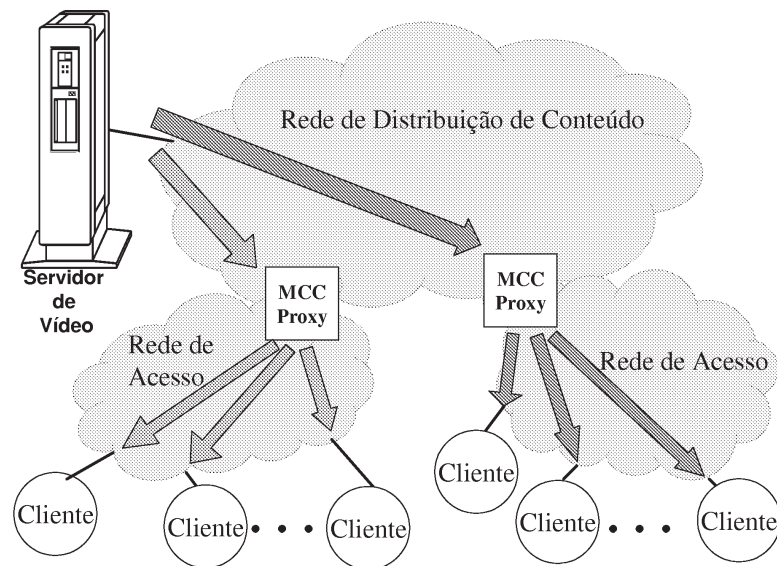 Rede de Distribuição de Conteúdo
Servidor
de
Vídeo
MCC
Proxy
MCC
Proxy
Rede de
Acesso
Rede de Acesso
Cliente
Cliente
Cliente
Cliente
Cliente
Cliente